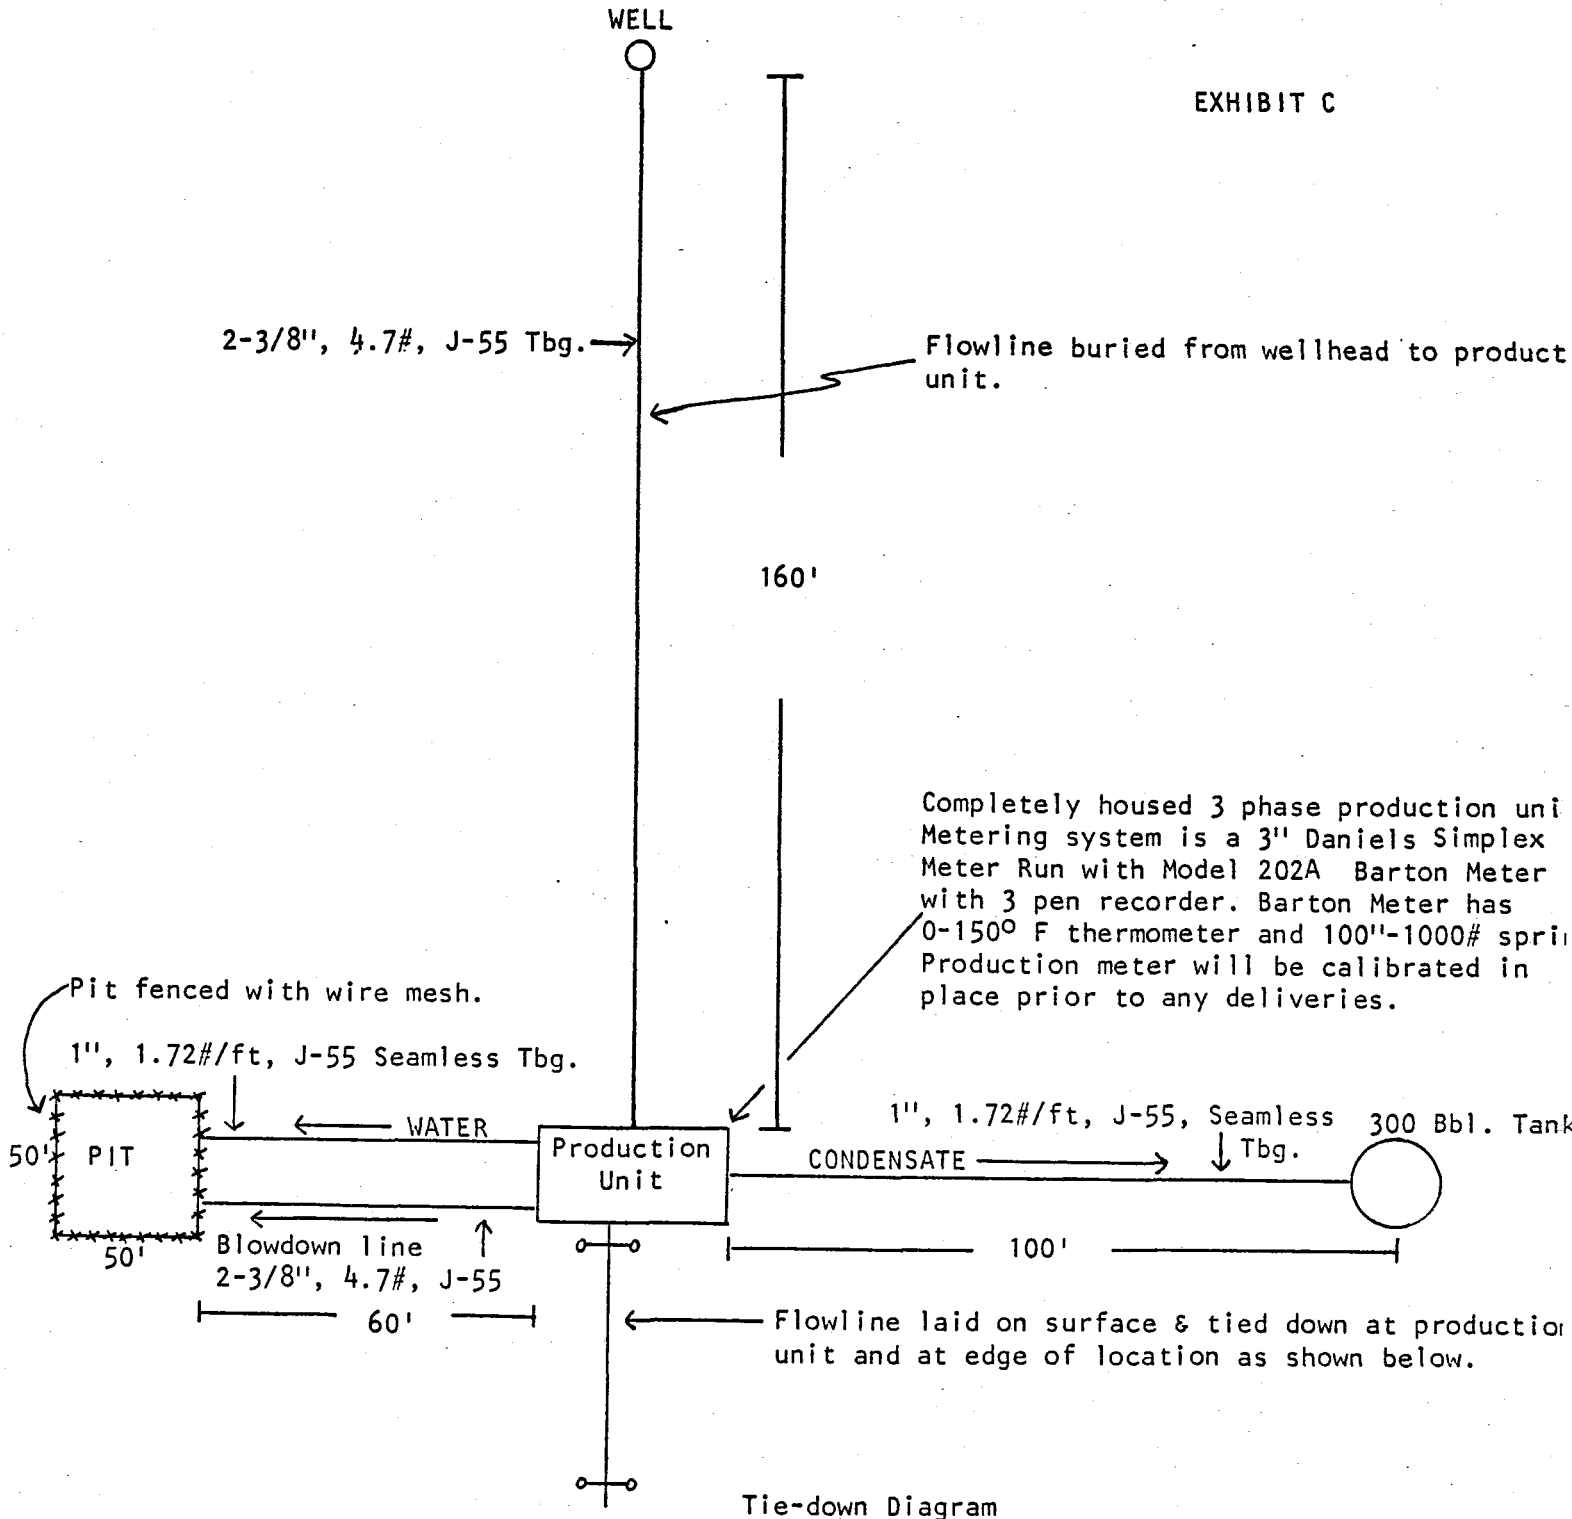 WELL
EXHIBIT C
2-3/8", 4.7#, J-55 Tbg.
Flowline buried from wellhead to product
unit.
160'
Completely housed 3 phase production uni
Metering system is a 3" Daniels Simplex
Meter Run with Model 202A Barton Meter
with 3 pen recorder. Barton Meter has
0-150° F thermometer and 100"-1000# spri
Production meter will be calibrated in
place prior to any deliveries.
Pit fenced with wire mesh.
1", 1.72#/ft, J-55 Seamless Tbg.
WATER
50'
PIT
50'
Production
Unit
1", 1.72#/ft, J-55, Seamless
Tbg.
300 Bbl. Tank
CONDENSATE
Blowdown line
2-3/8", 4.7#, J-55
60'
100'
Flowline laid on surface & tied down at production
unit and at edge of location as shown below.
Tie-down Diagram